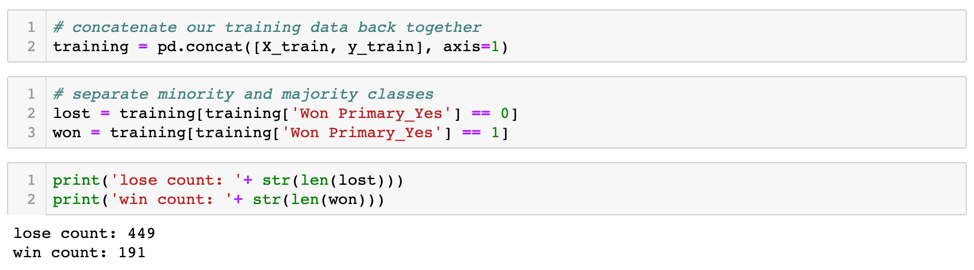 1 # concatenate our training data back together
2 training = pd.concat([X_train, y_train], axis=1)
1 # separate minority and majority classes
2 lost = training[training['Won Primary_Yes'] == 0]
3 won = training[training['Won Primary_Yes'] == 1]
1 print('lose count: '+ str(len(lost)))
2 print('win count: '+ str(len(won)))
lose count: 449
win count: 191